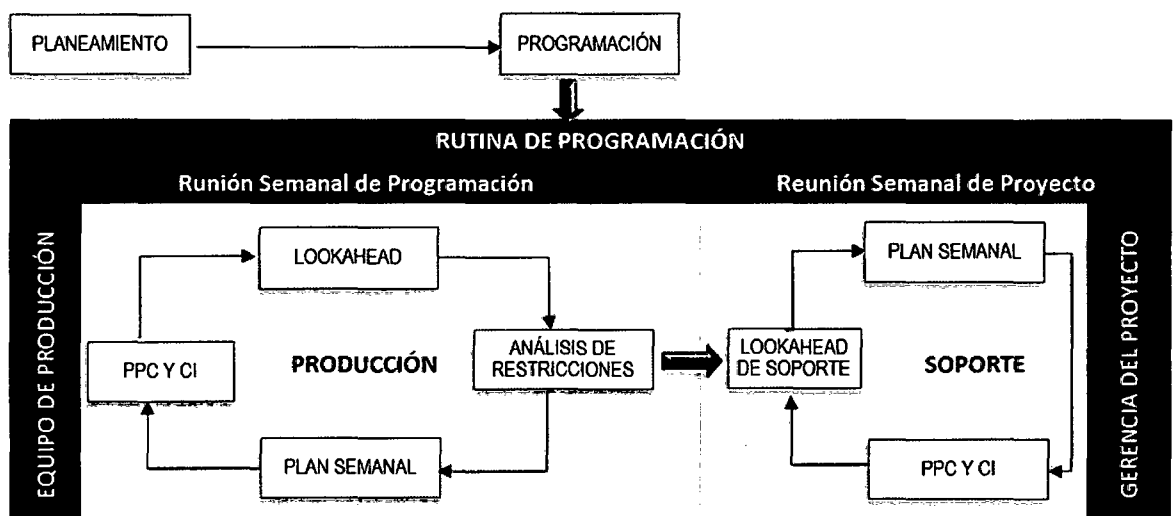 PLANEAMIENTO
PROGRAMACIÓN
RUTINA DE PROGRAMACIÓN
Runión Semanal de Programación
Reunión Semanal de Proyecto
EQUIPO DE PRODUCCIÓN
LOOKAHEAD
PPC Y CI
PRODUCCIÓN
ANÁLISIS DE
RESTRICCIONES
PLAN SEMANAL
PLAN SEMANAL
LOOKAHEAD
DE SOPORTE
SOPORTE
PPC Y CI
GERENCIA DEL PROYECTO